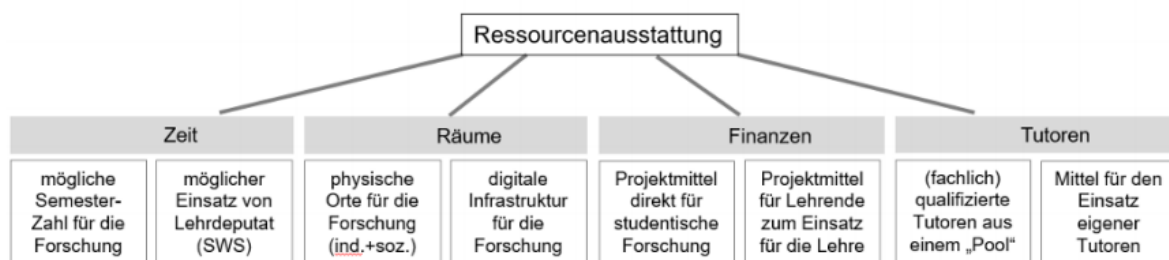 Ressourcenausstattung
Zeit
Räume
Finanzen
Tutoren
mögliche
Semester-
Zahl für die
Forschung
möglicher
Einsatz von
Lehrdeputat
(SWS)
physische
Orte für die
Forschung
(ind.+soz.)
digitale
Infrastruktur
für die
Forschung
Projektmittel
direkt für
studentische
Forschung
Projektmittel
für Lehrende
zum Einsatz
für die Lehre
(fachlich)
qualifizierte
Tutoren aus
einem „Pool“
Mittel für den
Einsatz
eigener
Tutoren